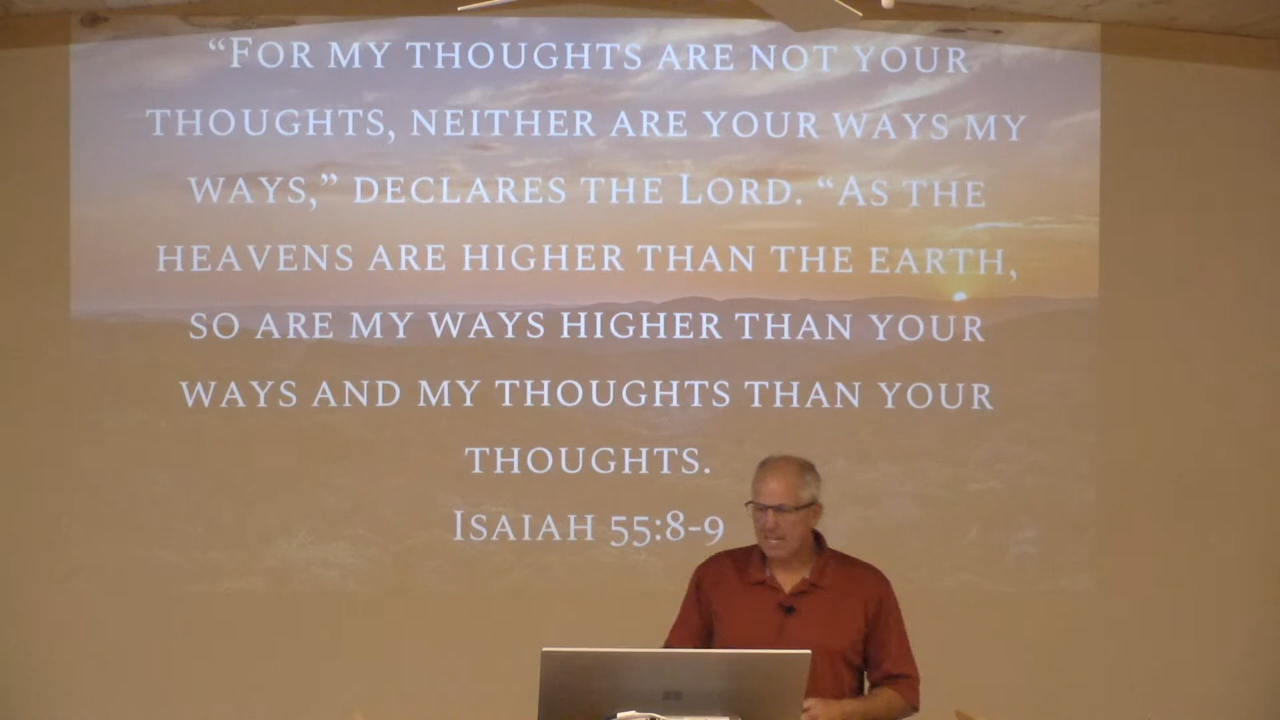 “For my thoughts are not your
thoughts, neither are your ways my
ways,” declares the Lord. “As the
heavens are higher than the earth,
so are my ways higher than your
ways and my thoughts than your
thoughts.
Isaiah 55:8-9